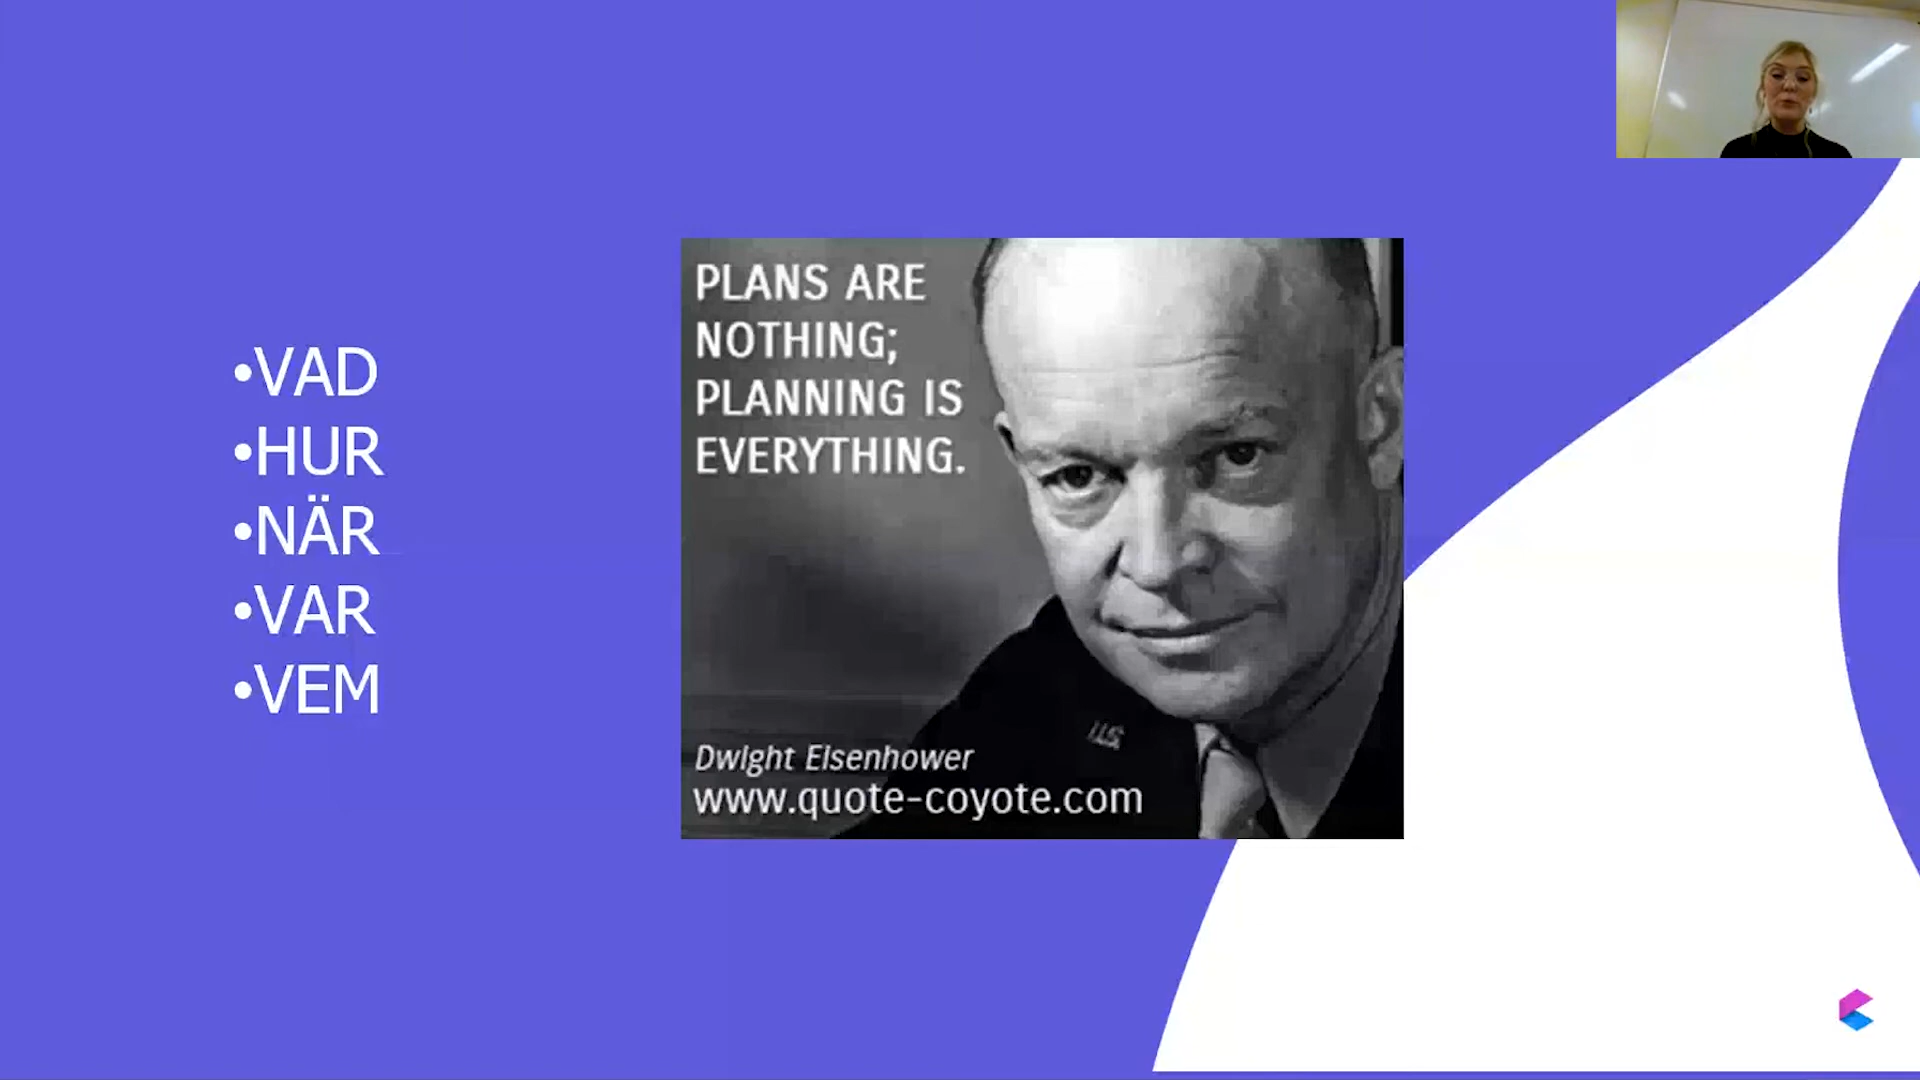 •VAD
•HUR
•NÄR
•VAR
•VEM
PLANS ARE
NOTHING;
PLANNING IS
EVERYTHING.
U.S.
Dwight Eisenhower
www.quote-coyote.com